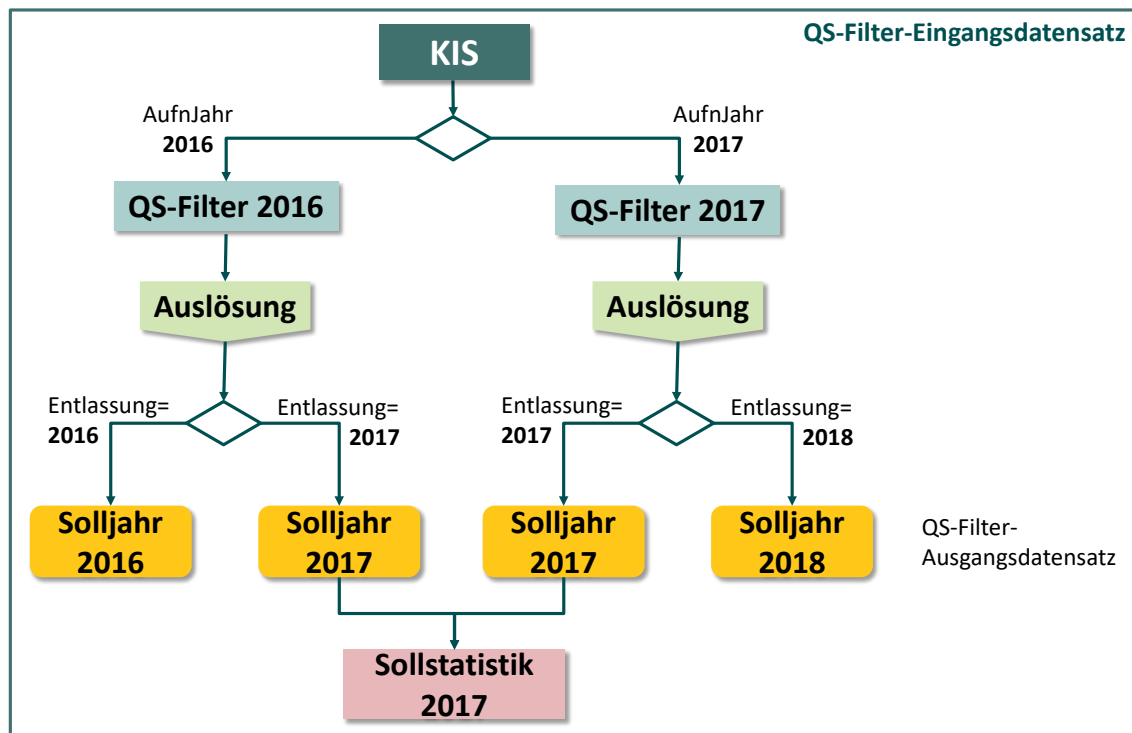 QS-Filter-Eingangsdatensatz
KIS
AufnJahr
2016
AufnJahr
2017
QS-Filter 2016
QS-Filter 2017
Auslösung
Auslösung
Entlassung=
2016
Entlassung=
2017
Entlassung=
2017
Entlassung=
2018
Solljahr
2016
Solljahr
2017
Solljahr
2017
Solljahr
2018
QS-Filter-
Ausgangsdatensatz
Sollstatistik
2017